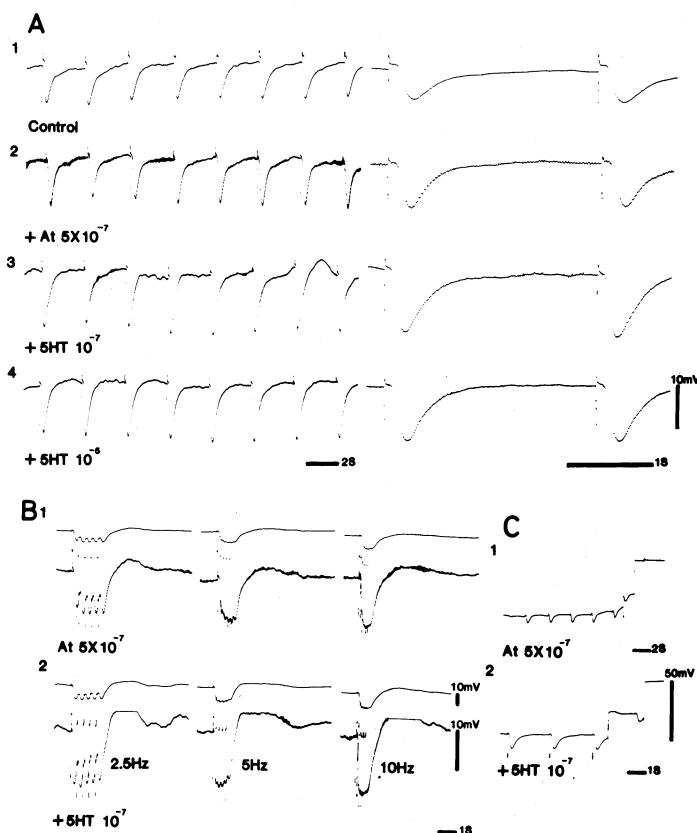 A
1
Control
2
+ At 5X10⁻⁷
3
+5HT 10⁻⁷
4
10mV
+5HT 10⁻⁶
2S
1S
B
1
C
1
At 5X10⁻⁷
At 5X10⁻⁷
2S
2
2
50mV
10mV
10mV
2.5Hz
5Hz
10Hz
+5HT 10⁻⁷
+5HT 10⁻⁷
1S
1S